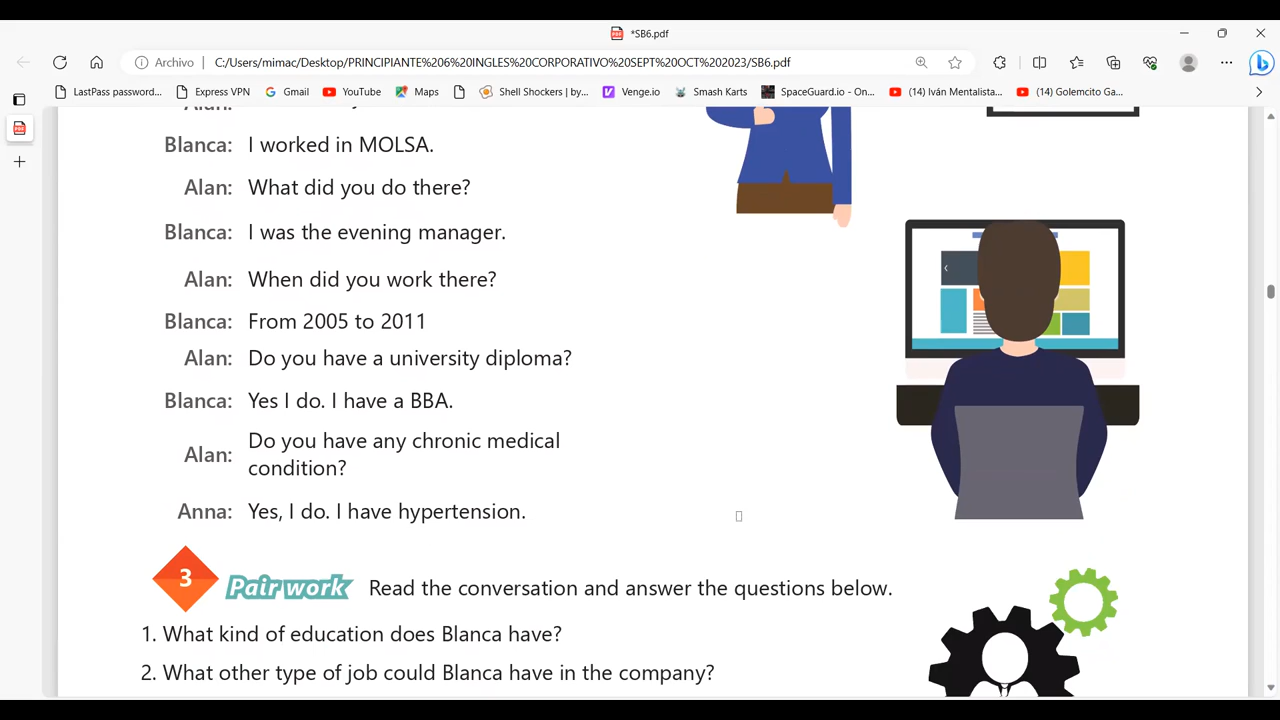 *SB6.pdf
Archivo C:/Users/mimac/Desktop/PRINCIPIANTE%206%20INGLES%20CORPORATIVO%20SEPT%20OCT%202023/SB6.pdf
LastPass password... Express VPN Gmail YouTube Maps Shell Shockers | by... Venge.io Smash Karts SpaceGuard.io - On... (14) Iván Mentalista... (14) Golemcito Ga...
Blanca: I worked in MOLSA.
Alan: What did you do there?
Blanca: I was the evening manager.
Alan: When did you work there?
Blanca: From 2005 to 2011
Alan: Do you have a university diploma?
Blanca: Yes I do. I have a BBA.
Alan: Do you have any chronic medical
condition?
Anna: Yes, I do. I have hypertension.
3 Pair work Read the conversation and answer the questions below.
1. What kind of education does Blanca have?
2. What other type of job could Blanca have in the company?